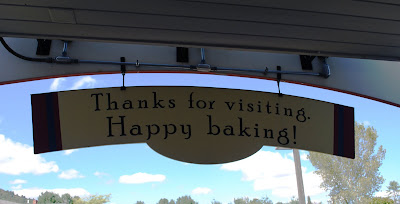 Thanks for visiting.
Happy baking!